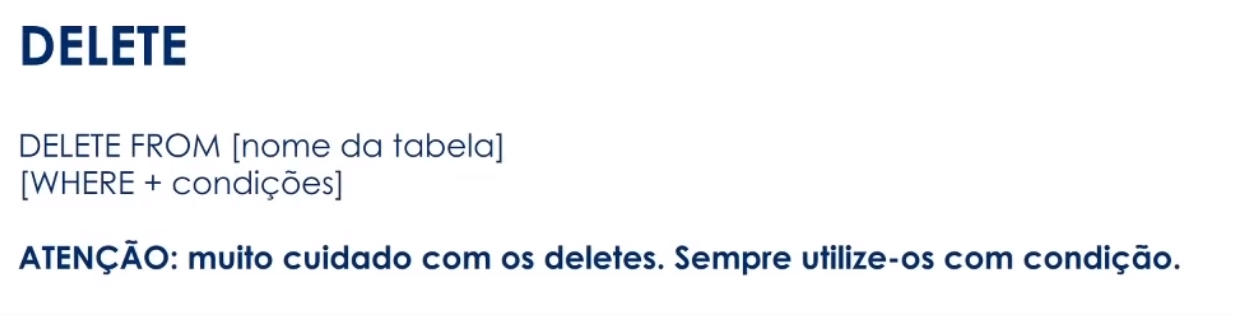 DELETE
DELETE FROM [nome da tabela]
[WHERE + condições]
ATENÇÃO: muito cuidado com os deletes. Sempre utilize-os com condição.